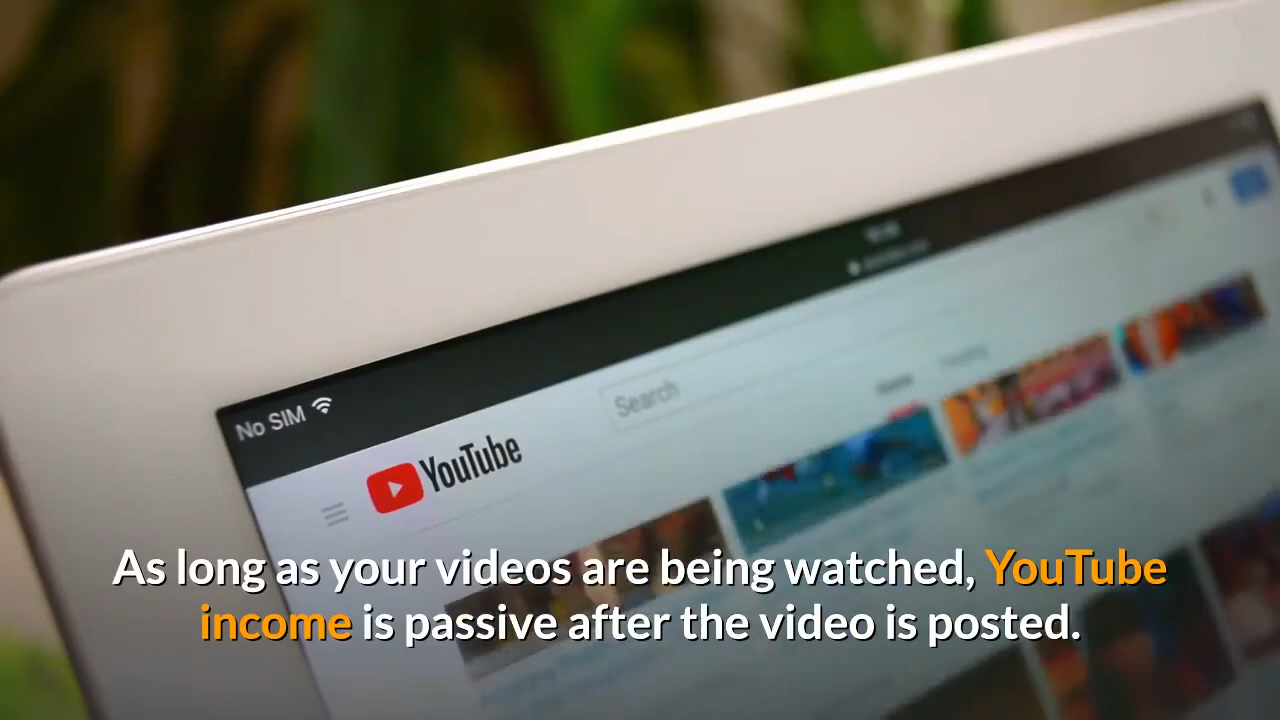 No SIM
YouTube
Search
As long as your videos are being watched, YouTube
income is passive after the video is posted.